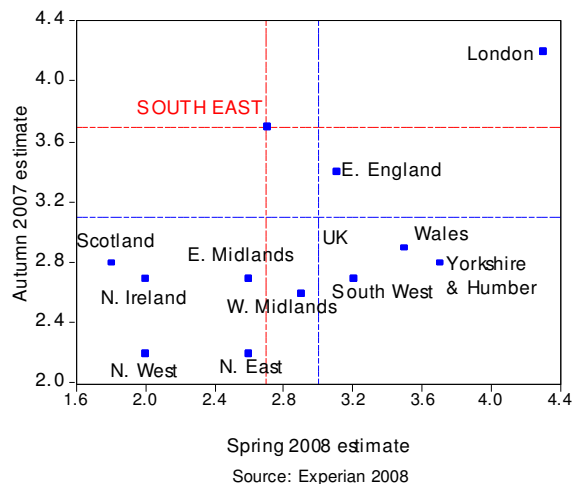 4.4
4.0
3.6
3.2
2.8
2.4
2.0
Autumn 2007 estimate
London
SOUTH EAST
E. England
UK
Wales
Scotland
E. Midlands
Yorkshire
& Humber
N. Ireland
W. Midlands
South West
N. West
N. East
1.6 2.0 2.4 2.8 3.2 3.6 4.0 4.4
Spring 2008 estimate
Source: Experian 2008